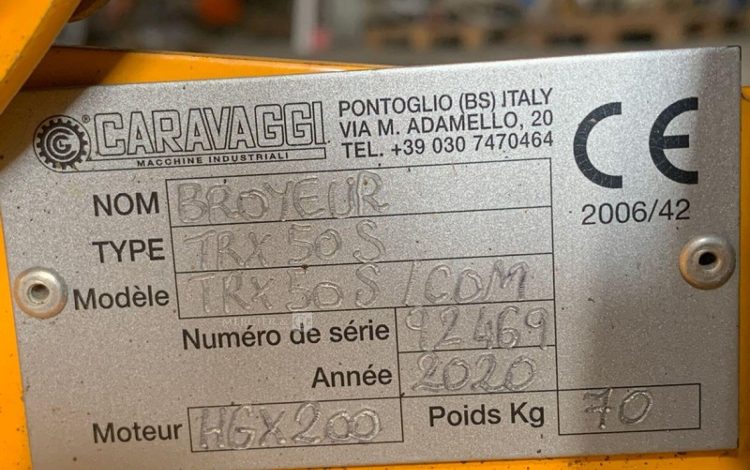 CARAVAGGI ®
MACCHINE INDUSTRIALI
PONTOGLIO (BS) ITALY
VIA M. ADAMELLO, 20
TEL. +39 030 7470464
CE
2006/42
NOM BROYEUR
TYPE TRX 50 S
Modèle TRX 50 S / COM
Numéro de série 92469
Année 2020
Moteur HGX200 Poids Kg 70